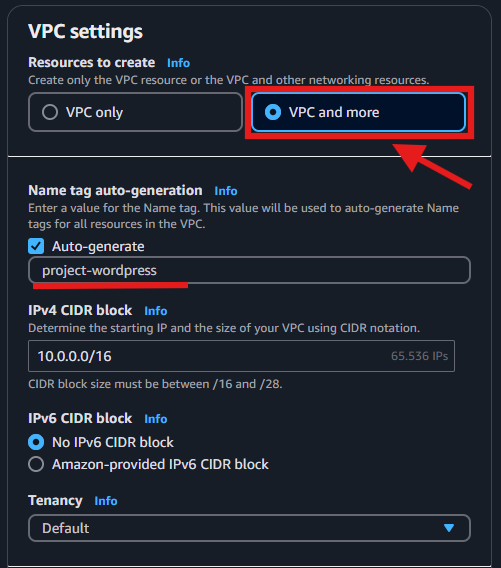 VPC settings
Resources to create Info
Create only the VPC resource or the VPC and other networking resources.
VPC only
VPC and more
Name tag auto-generation Info
Enter a value for the Name tag. This value will be used to auto-generate Name
tags for all resources in the VPC.
Auto-generate
project-wordpress
IPv4 CIDR block Info
Determine the starting IP and the size of your VPC using CIDR notation.
10.0.0.0/16 65.536 IPs
CIDR block size must be between /16 and /28.
IPv6 CIDR block Info
No IPv6 CIDR block
Amazon-provided IPv6 CIDR block
Tenancy Info
Default